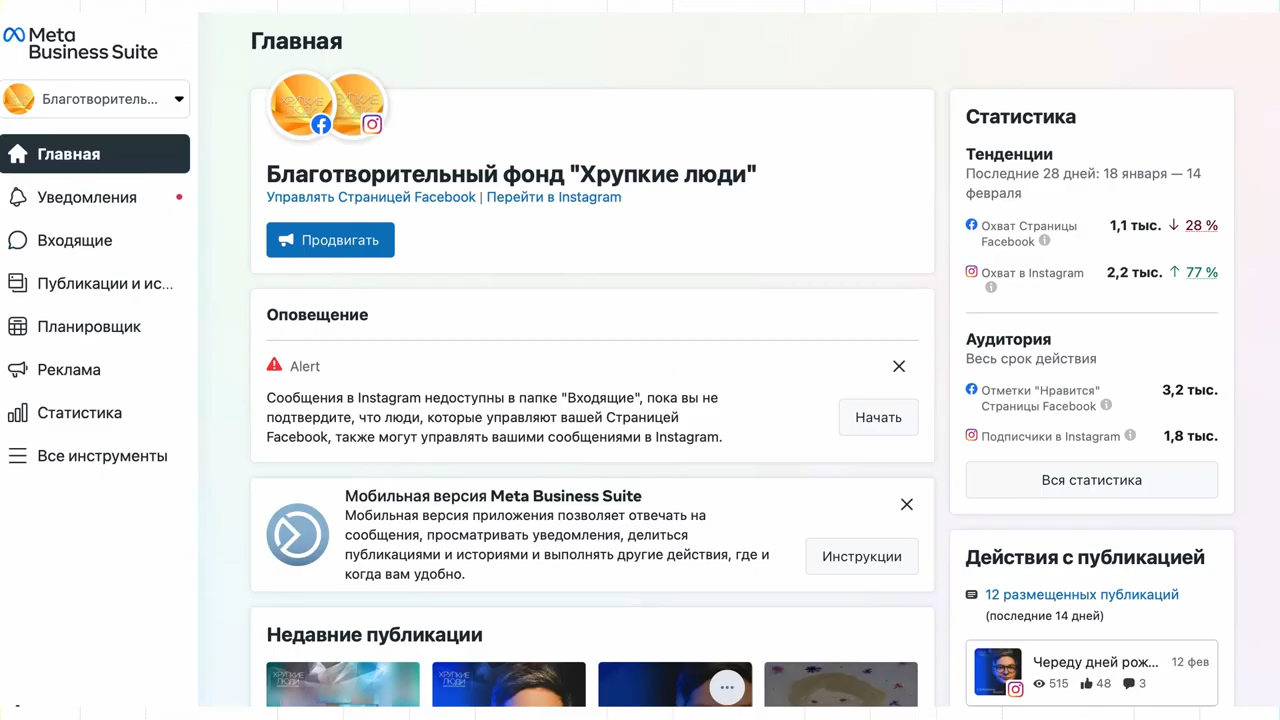 Meta
Business Suite
Благотворитель...
Главная
Уведомления
Входящие
Публикации и ис...
Планировщик
Реклама
Статистика
Все инструменты
Главная
ХРУПКИЕ
ЛЮДИ
Благотворительный фонд "Хрупкие люди"
Управлять Страницей Facebook | Перейти в Instagram
Продвигать
Оповещение
Alert
Сообщения в Instagram недоступны в папке "Входящие", пока вы не
подтвердите, что люди, которые управляют вашей Страницей
Facebook, также могут управлять вашими сообщениями в Instagram.
Начать
Мобильная версия Meta Business Suite
Мобильная версия приложения позволяет отвечать на
сообщения, просматривать уведомления, делиться
публикациями и историями и выполнять другие действия, где и
когда вам удобно.
Инструкции
Недавние публикации
ХРУПКИЕ
ЛЮДИ
ХРУПКИЕ
ЛЮДИ
Статистика
Тенденции
Последние 28 дней: 18 января — 14
февраля
Охват Страницы
Facebook
1,1 тыс. ↓ 28 %
Охват в Instagram
2,2 тыс. ↑ 77 %
Аудитория
Весь срок действия
Отметки "Нравится"
Страницы Facebook
3,2 тыс.
Подписчики в Instagram
1,8 тыс.
Вся статистика
Действия с публикацией
12 размещенных публикаций
(последние 14 дней)
Череду дней рож... 12 фев
515 48 3